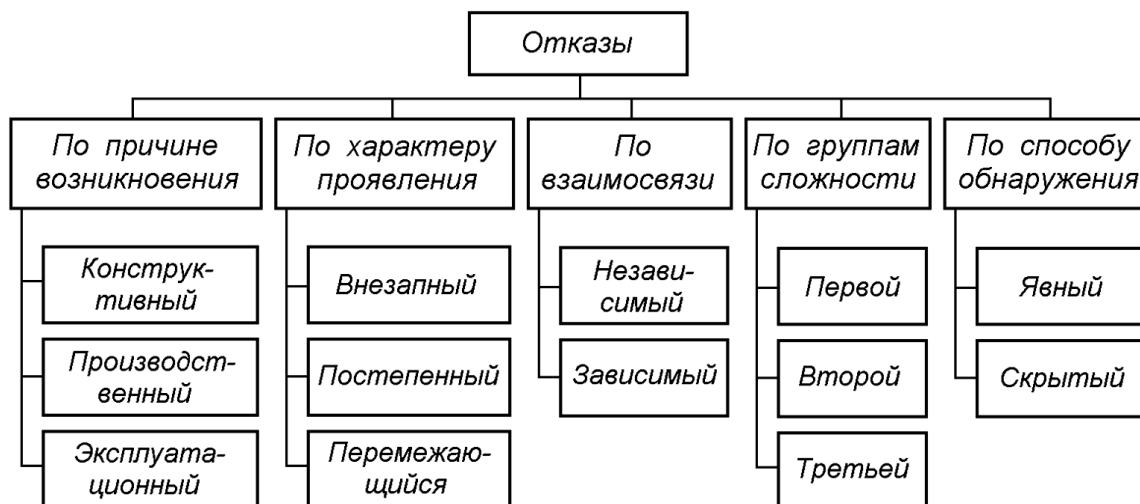 Отказы
По причине
возникновения
Конструк-
тивный
Производст-
венный
Эксплуата-
ционный
По характеру
проявления
Внезапный
Постепенный
Перемежаю-
щийся
По
взаимосвязи
Незави-
симый
Зависимый
По группам
сложности
Первой
Второй
Третьей
По способу
обнаружения
Явный
Скрытый